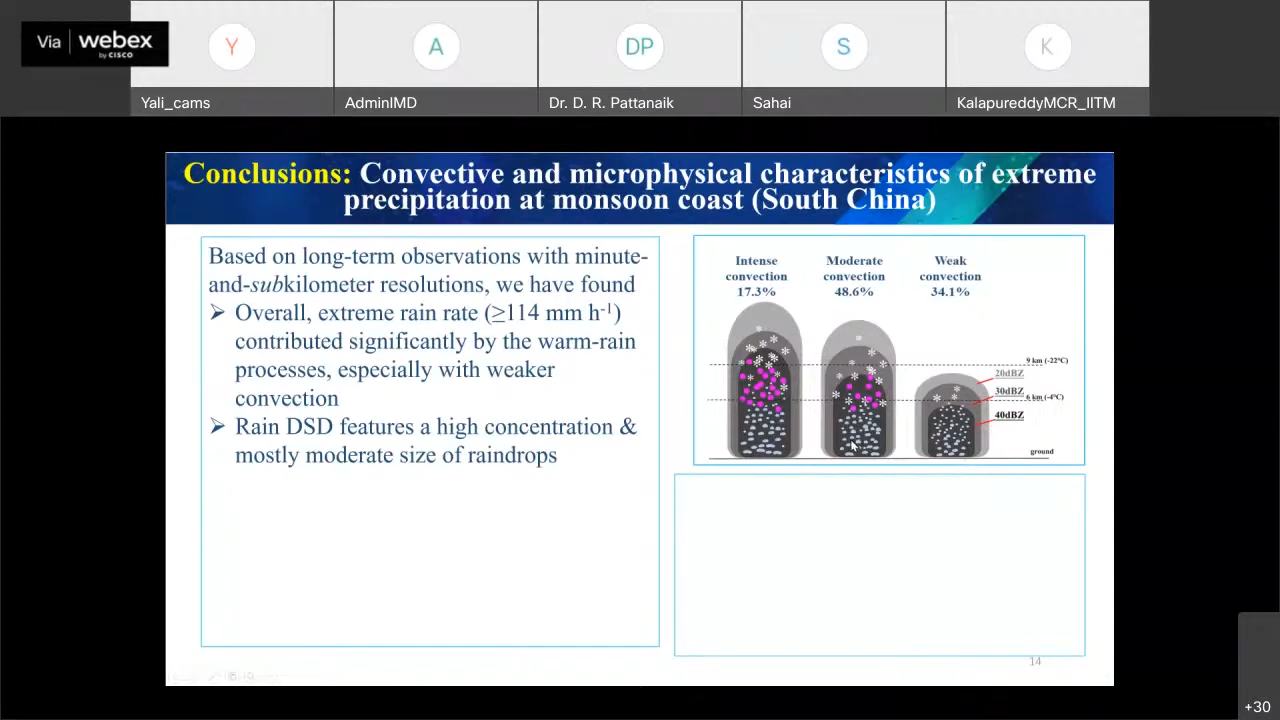 Via webex
by CISCO
Y
A
DP
S
K
Yali_cams
AdminIMD
Dr. D. R. Pattanaik
Sahai
KalapureddyMCR_IITM
Conclusions: Convective and microphysical characteristics of extreme
precipitation at monsoon coast (South China)
Based on long-term observations with minute-
and-subkilometer resolutions, we have found
➢ Overall, extreme rain rate (≥114 mm h-1)
contributed significantly by the warm-rain
processes, especially with weaker
convection
➢ Rain DSD features a high concentration &
mostly moderate size of raindrops
Intense
convection
17.3%
Moderate
convection
48.6%
Weak
convection
34.1%
9 km (-22°C)
20dBZ
30dBZ
6 km (-4°C)
40dBZ
ground
14
+30